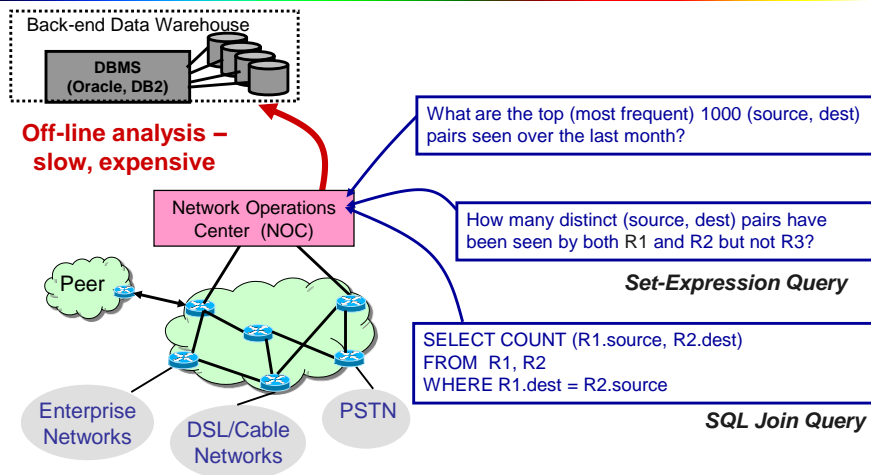 Back-end Data Warehouse
DBMS
(Oracle, DB2)
Off-line analysis –
slow, expensive
What are the top (most frequent) 1000 (source, dest)
pairs seen over the last month?
Network Operations
Center (NOC)
How many distinct (source, dest) pairs have
been seen by both R1 and R2 but not R3?
Set-Expression Query
Peer
SELECT COUNT (R1.source, R2.dest)
FROM R1, R2
WHERE R1.dest = R2.source
SQL Join Query
Enterprise
Networks
DSL/Cable
Networks
PSTN